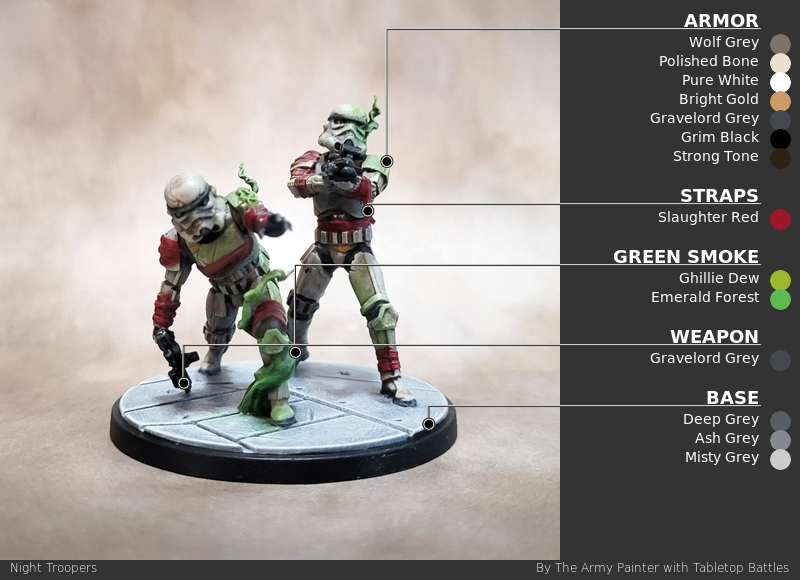 ARMOR
Wolf Grey
Polished Bone
Pure White
Bright Gold
Gravelord Grey
Grim Black
Strong Tone
STRAPS
Slaughter Red
GREEN SMOKE
Ghillie Dew
Emerald Forest
WEAPON
Gravelord Grey
BASE
Deep Grey
Ash Grey
Misty Grey
Night Troopers
By The Army Painter with Tabletop Battles